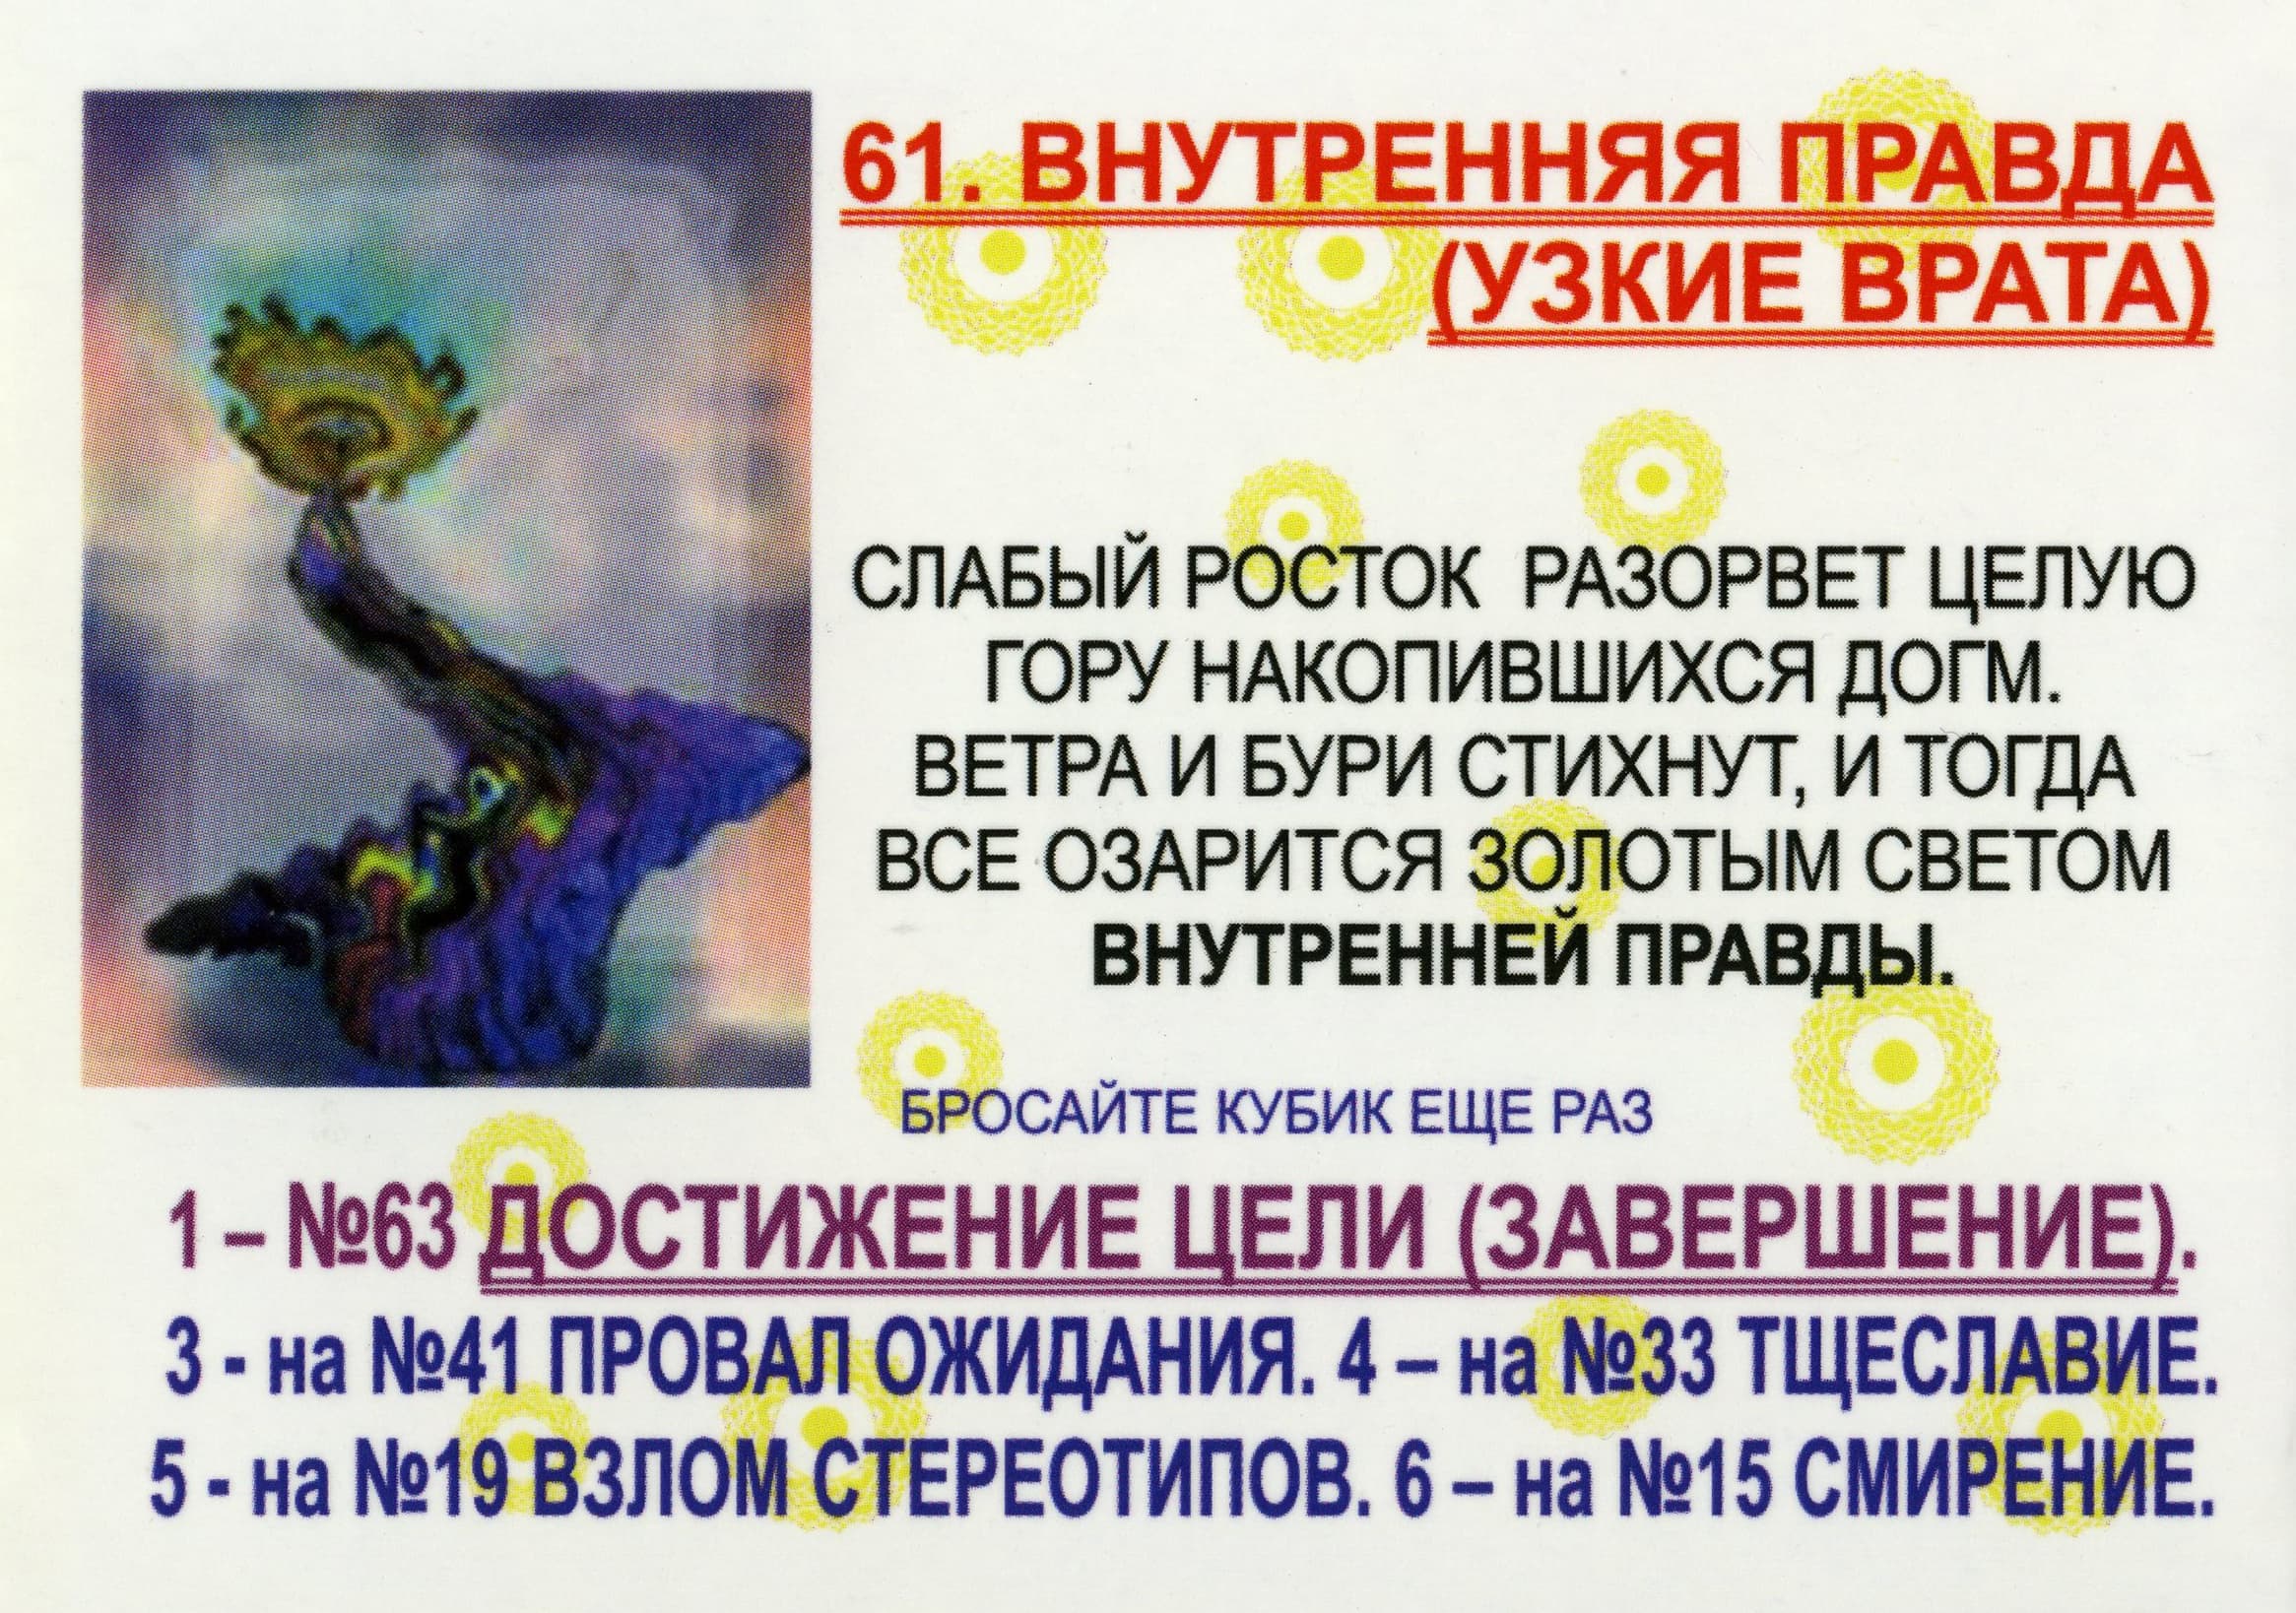 61. ВНУТРЕННЯЯ ПРАВДА
(УЗКИЕ ВРАТА)
СЛАБЫЙ РОСТОК РАЗОРВЕТ ЦЕЛУЮ
ГОРУ НАКОПИВШИХСЯ ДОГМ.
ВЕТРА И БУРИ СТИХНУТ, И ТОГДА
ВСЕ ОЗАРИТСЯ ЗОЛОТЫМ СВЕТОМ
ВНУТРЕННЕЙ ПРАВДЫ.
БРОСАЙТЕ КУБИК ЕЩЕ РАЗ
1 – №63 ДОСТИЖЕНИЕ ЦЕЛИ (ЗАВЕРШЕНИЕ).
3 - на №41 ПРОВАЛ ОЖИДАНИЯ. 4 – на №33 ТЩЕСЛАВИЕ.
5 - на №19 ВЗЛОМ СТЕРЕОТИПОВ. 6 – на №15 СМИРЕНИЕ.